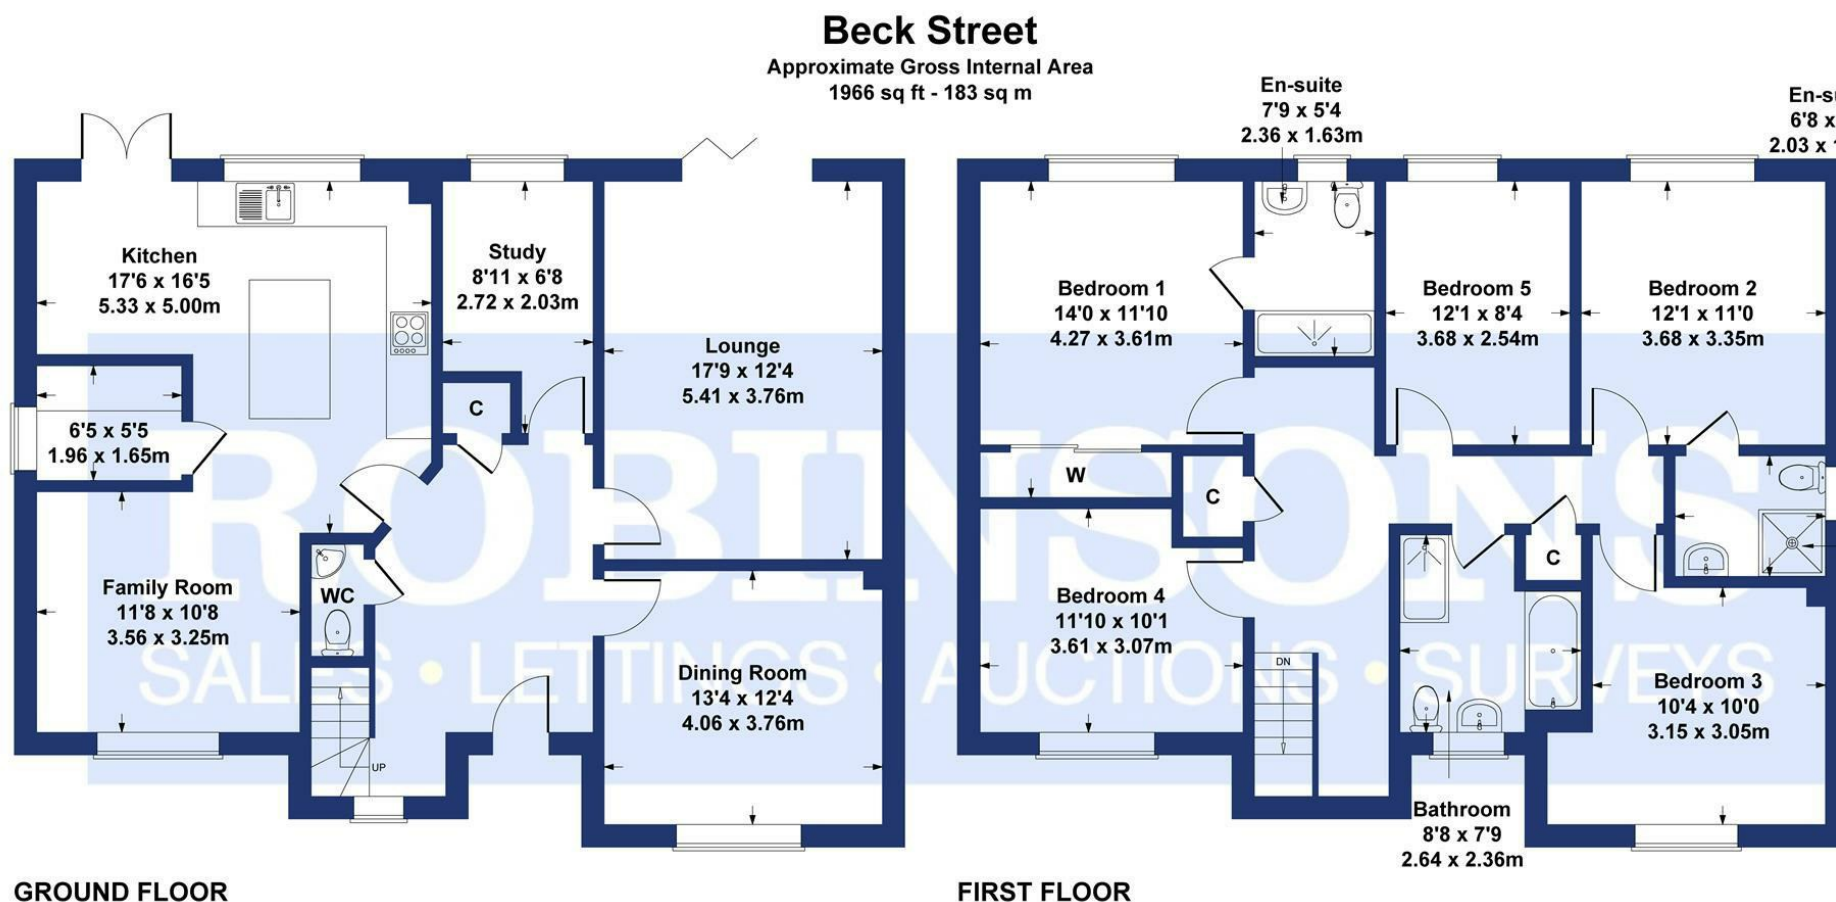 Beck Street
Approximate Gross Internal Area
1966 sq ft - 183 sq m
Kitchen
17'6 x 16'5
5.33 x 5.00m
Study
8'11 x 6'8
2.72 x 2.03m
Lounge
17'9 x 12'4
5.41 x 3.76m
C
6'5 x 5'5
1.96 x 1.65m
Family Room
11'8 x 10'8
3.56 x 3.25m
WC
UP
Dining Room
13'4 x 12'4
4.06 x 3.76m
GROUND FLOOR
En-suite
7'9 x 5'4
2.36 x 1.63m
6'8 x
2.03 x
Bedroom 1
14'0 x 11'10
4.27 x 3.61m
Bedroom 5
12'1 x 8'4
3.68 x 2.54m
Bedroom 2
12'1 x 11'0
3.68 x 3.35m
W
C
C
Bedroom 4
11'10 x 10'1
3.61 x 3.07m
DN
Bedroom 3
10'4 x 10'0
3.15 x 3.05m
Bathroom
8'8 x 7'9
2.64 x 2.36m
FIRST FLOOR
ROBINSONS
SALES • LETTINGS • AUCTIONS • SURVEYS